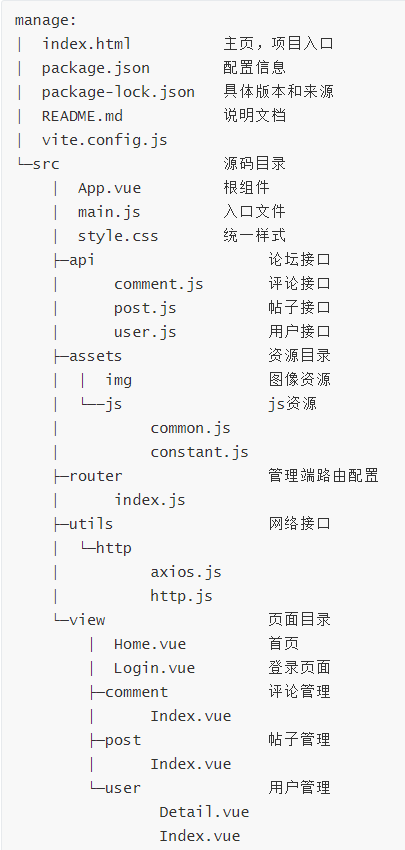 manage:
│  index.html          主页，项目入口
│  package.json        配置信息
│  package-lock.json   具体版本和来源
│  README.md           说明文档
│  vite.config.js
└─src                  源码目录
    │  App.vue         根组件
    │  main.js         入口文件
    │  style.css       统一样式
    ├─api                   论坛接口
    │      comment.js       评论接口
    │      post.js          帖子接口
    │      user.js          用户接口
    ├─assets                资源目录
    │  │  img               图像资源
    │  └──js                js资源
    │          common.js
    │          constant.js
    ├─router                管理端路由配置
    │      index.js
    ├─utils                 网络接口
    │  └─http
    │          axios.js
    │          http.js
    └─view                  页面目录
        │  Home.vue         首页
        │  Login.vue        登录页面
        ├─comment           评论管理
        │      Index.vue
        ├─post              帖子管理
        │      Index.vue
        └─user              用户管理
                Detail.vue
                Index.vue